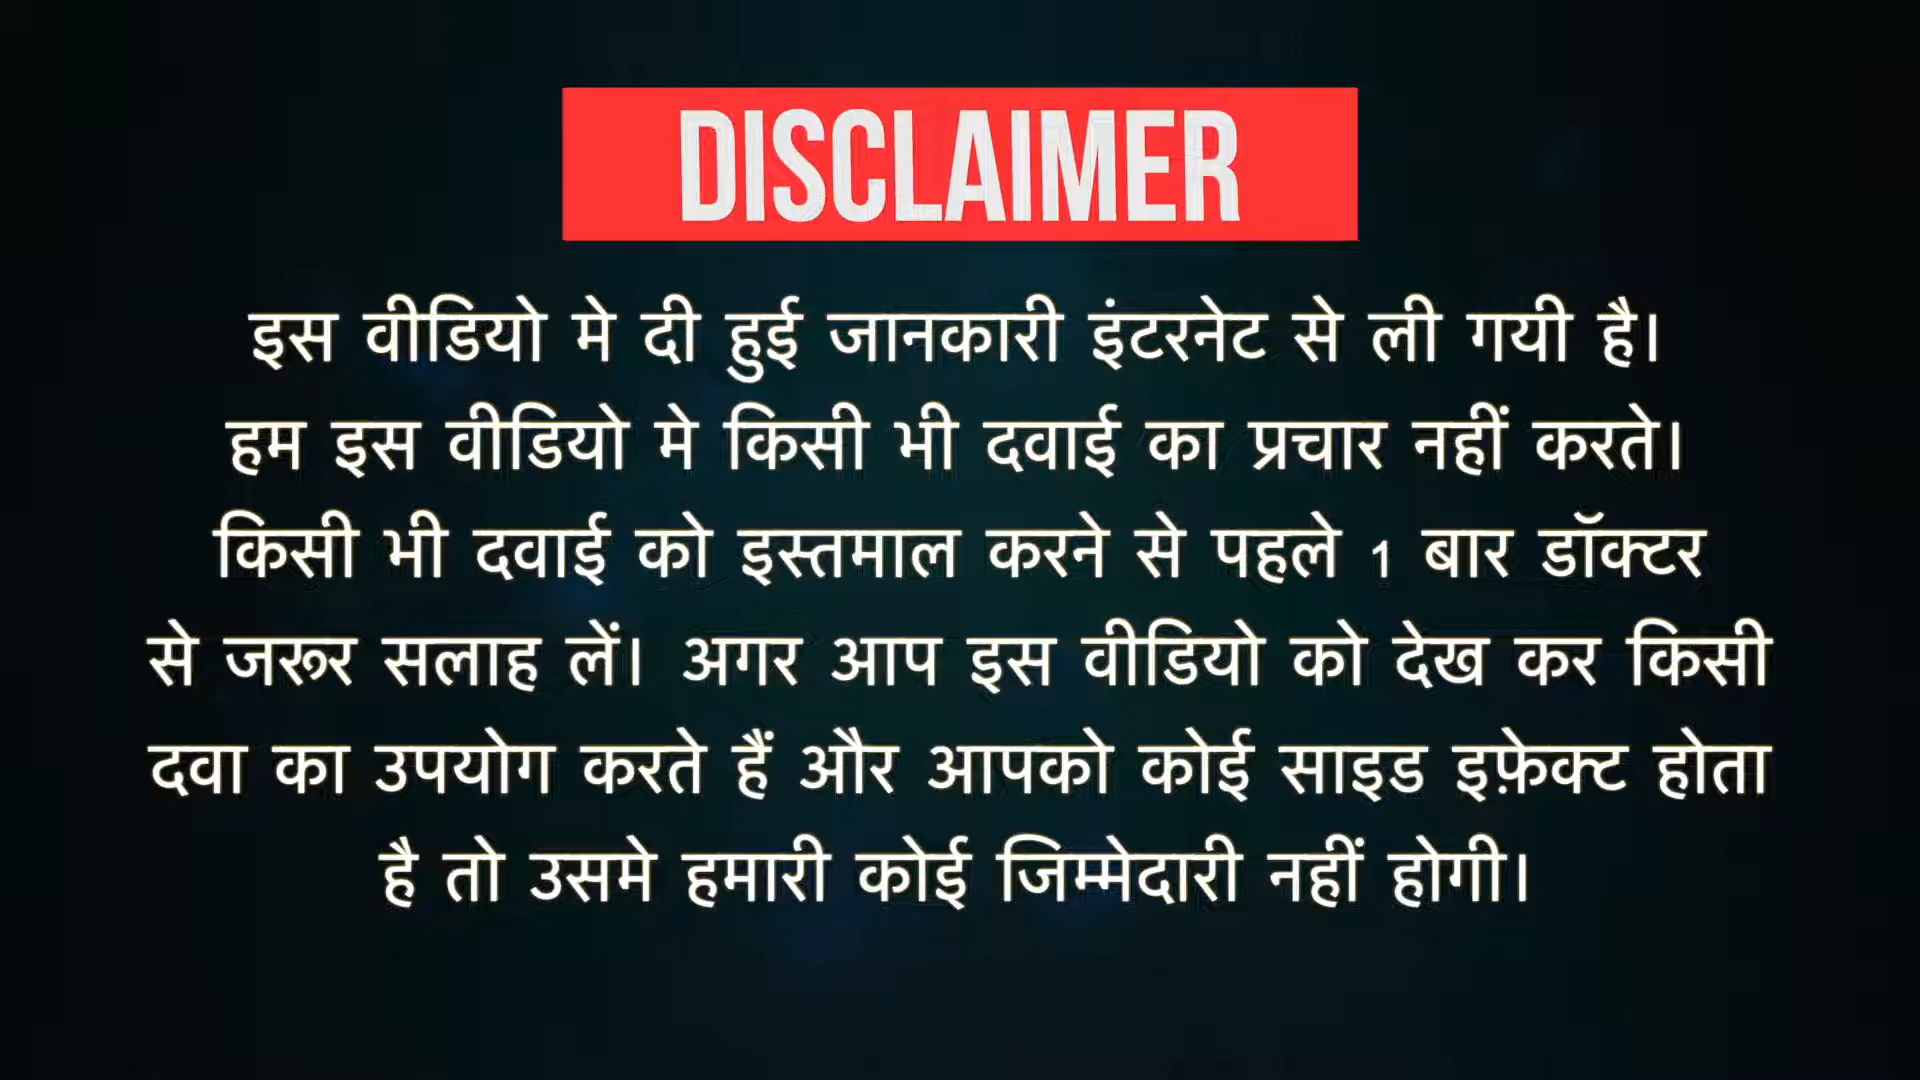 DISCLAIMER
इस वीडियो मे दी हुई जानकारी इंटरनेट से ली गयी है।
हम इस वीडियो मे किसी भी दवाई का प्रचार नहीं करते।
किसी भी दवाई को इस्तमाल करने से पहले 1 बार डॉक्टर
से जरूर सलाह लें। अगर आप इस वीडियो को देख कर किसी
दवा का उपयोग करते हैं और आपको कोई साइड इफ़ेक्ट होता
है तो उसमे हमारी कोई जिम्मेदारी नहीं होगी।